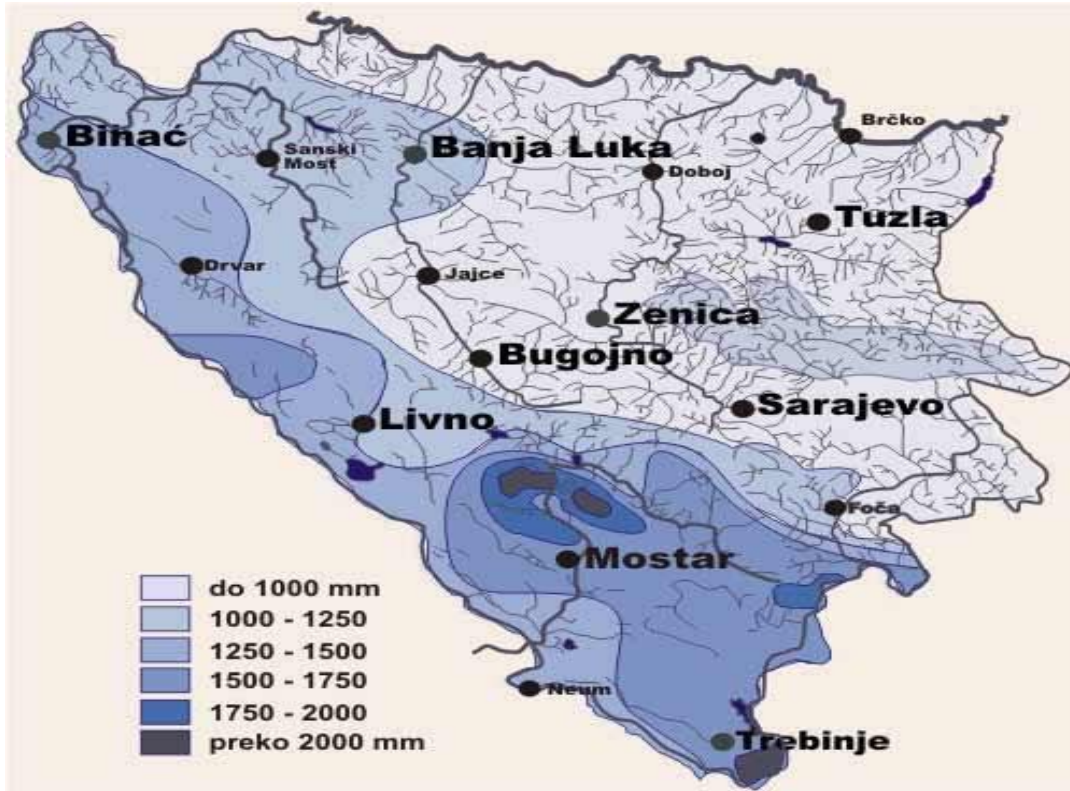 Brčko
Binać
Sanski
Most
Banja Luka
Doboj
Tuzla
Drvar
Jajce
Zenica
Bugojno
Sarajevo
Livno
Foča
Mostar
do 1000 mm
1000 - 1250
1250 - 1500
1500 - 1750
1750 - 2000
preko 2000 mm
Neum
Trebinje